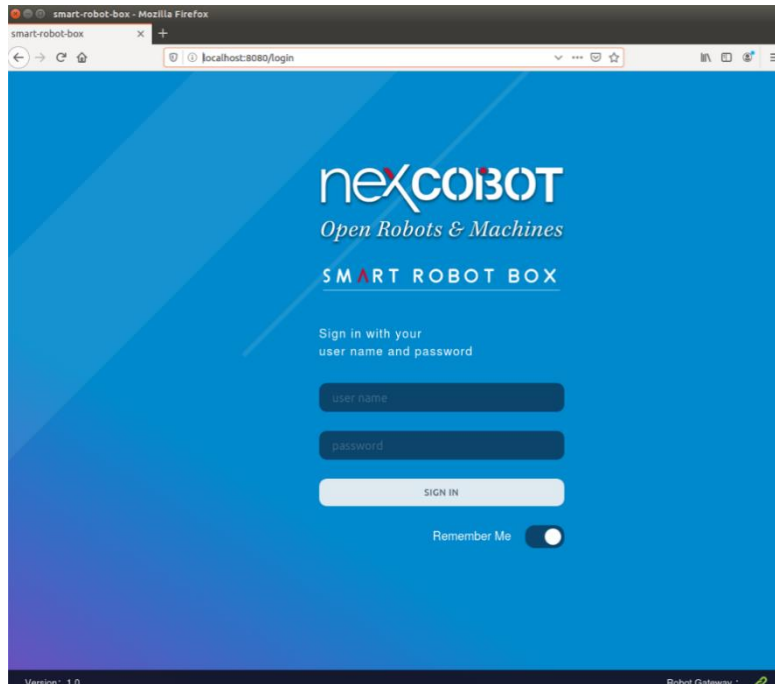 smart-robot-box - Mozilla Firefox
smart-robot-box
localhost:8080/login
nexCOBOT
Open Robots & Machines
SMART ROBOT BOX
Sign in with your
user name and password
user name
password
SIGN IN
Remember Me
Version: 1.0 Robot Gateway :